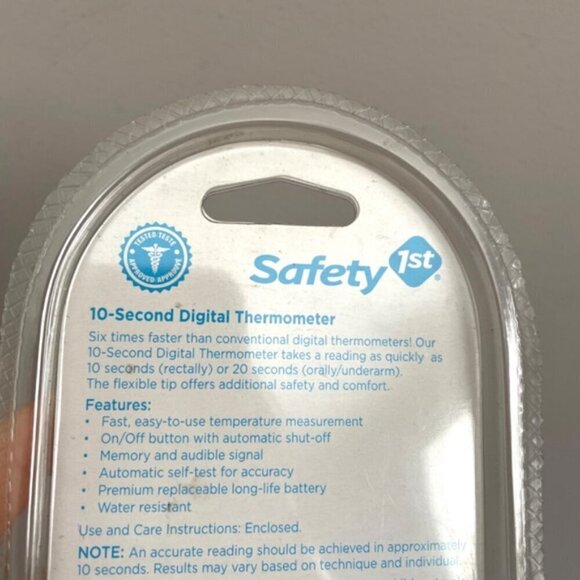 TESTED·TESTÉ
APPROVED·APPROUVÉ
Safety 1st
10-Second Digital Thermometer
Six times faster than conventional digital thermometers! Our
10-Second Digital Thermometer takes a reading as quickly as
10 seconds (rectally) or 20 seconds (orally/underarm).
The flexible tip offers additional safety and comfort.
Features:
• Fast, easy-to-use temperature measurement
• On/Off button with automatic shut-off
• Memory and audible signal
• Automatic self-test for accuracy
• Premium replaceable long-life battery
• Water resistant
Use and Care Instructions: Enclosed.
NOTE: An accurate reading should be achieved in approximately
10 seconds. Results may vary based on technique and individual.